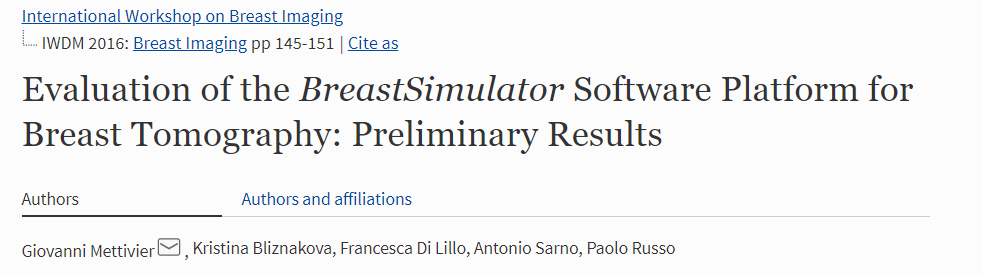 International Workshop on Breast Imaging
IWDM 2016: Breast Imaging pp 145-151 | Cite as
Evaluation of the BreastSimulator Software Platform for
Breast Tomography: Preliminary Results
Authors
Authors and affiliations
Giovanni Mettivier , Kristina Bliznakova, Francesca Di Lillo, Antonio Sarno, Paolo Russo